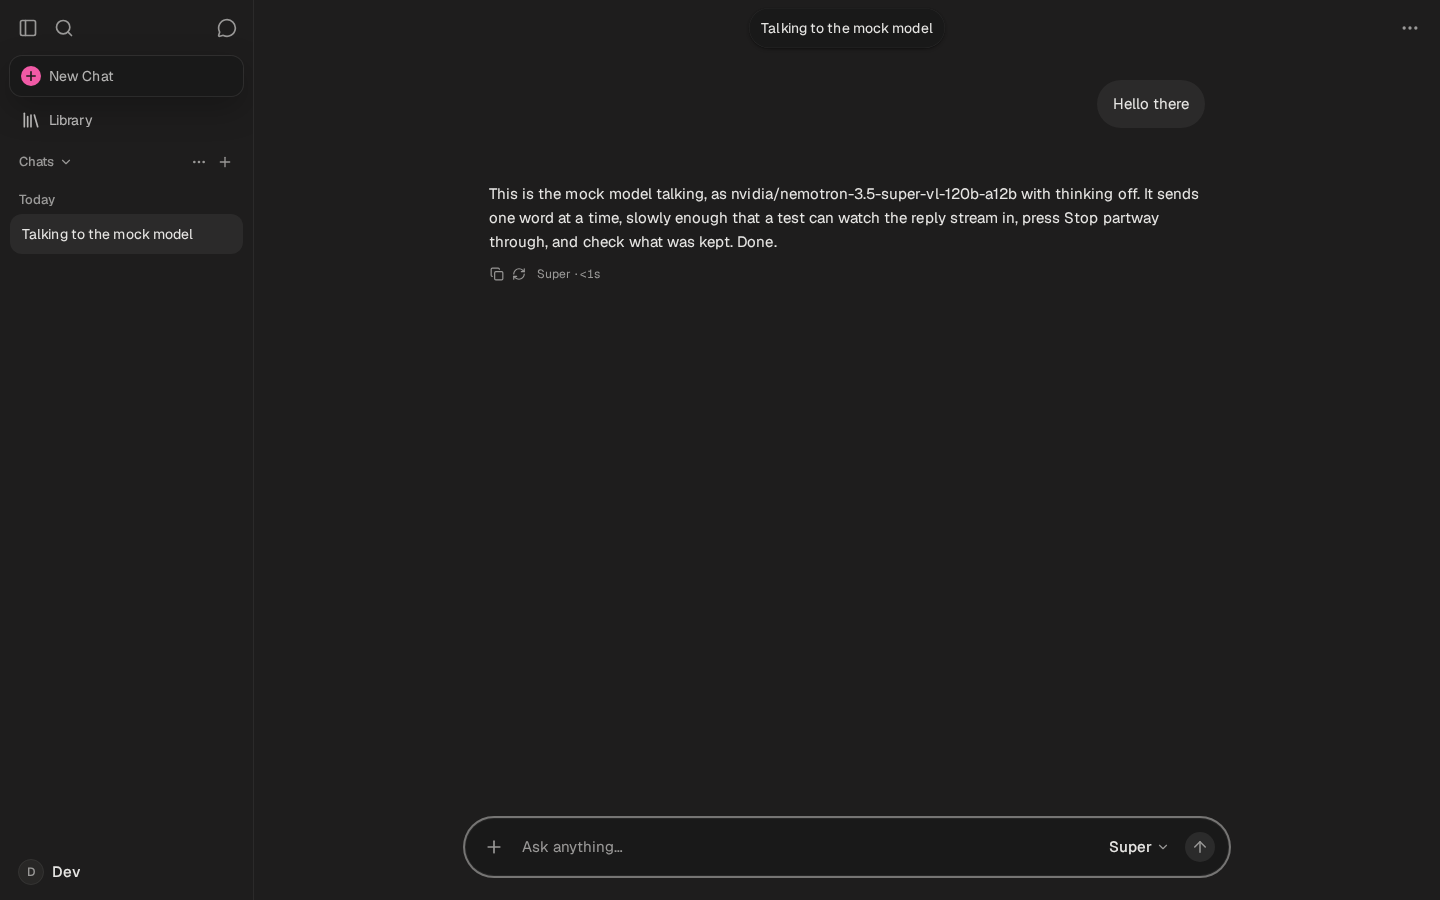 Talking to the mock model
New Chat
Library
Chats
Today
Talking to the mock model
Hello there
This is the mock model talking, as nvidia/nemotron-3.5-super-vl-120b-a12b with thinking off. It sends
one word at a time, slowly enough that a test can watch the reply stream in, press Stop partway
through, and check what was kept. Done.
Super · <1s
Ask anything...
Super
D
Dev